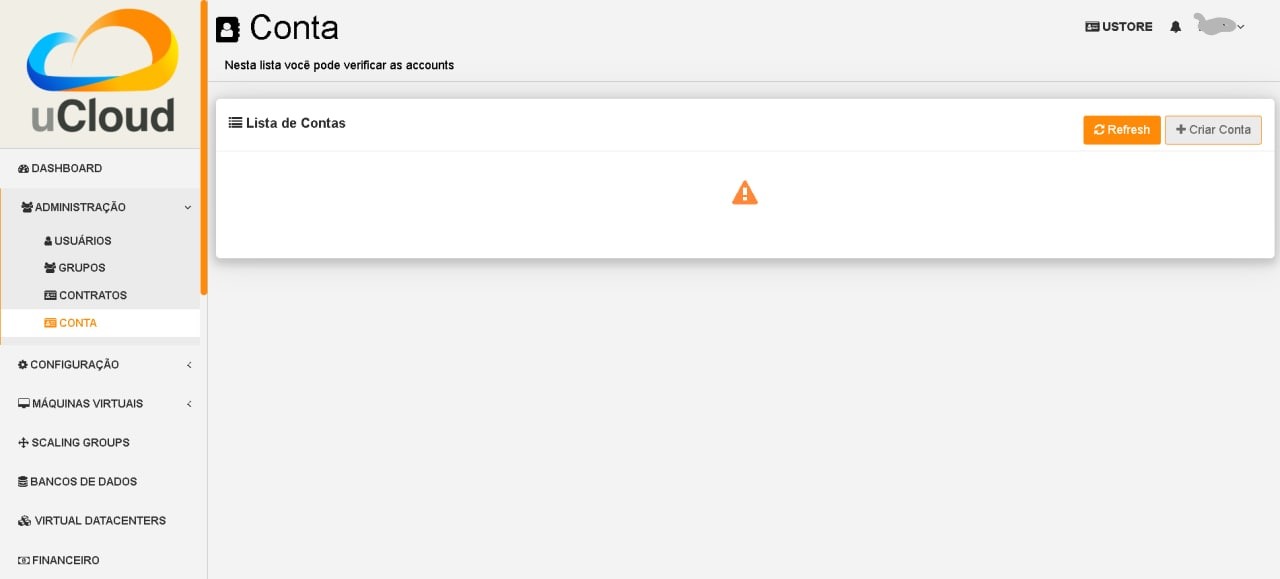 uCloud
Conta
USTORE
Nesta lista você pode verificar as accounts
Lista de Contas
Refresh
Criar Conta
DASHBOARD
ADMINISTRAÇÃO
USUÁRIOS
GRUPOS
CONTRATOS
CONTA
CONFIGURAÇÃO
MÁQUINAS VIRTUAIS
SCALING GROUPS
BANCOS DE DADOS
VIRTUAL DATACENTERS
FINANCEIRO